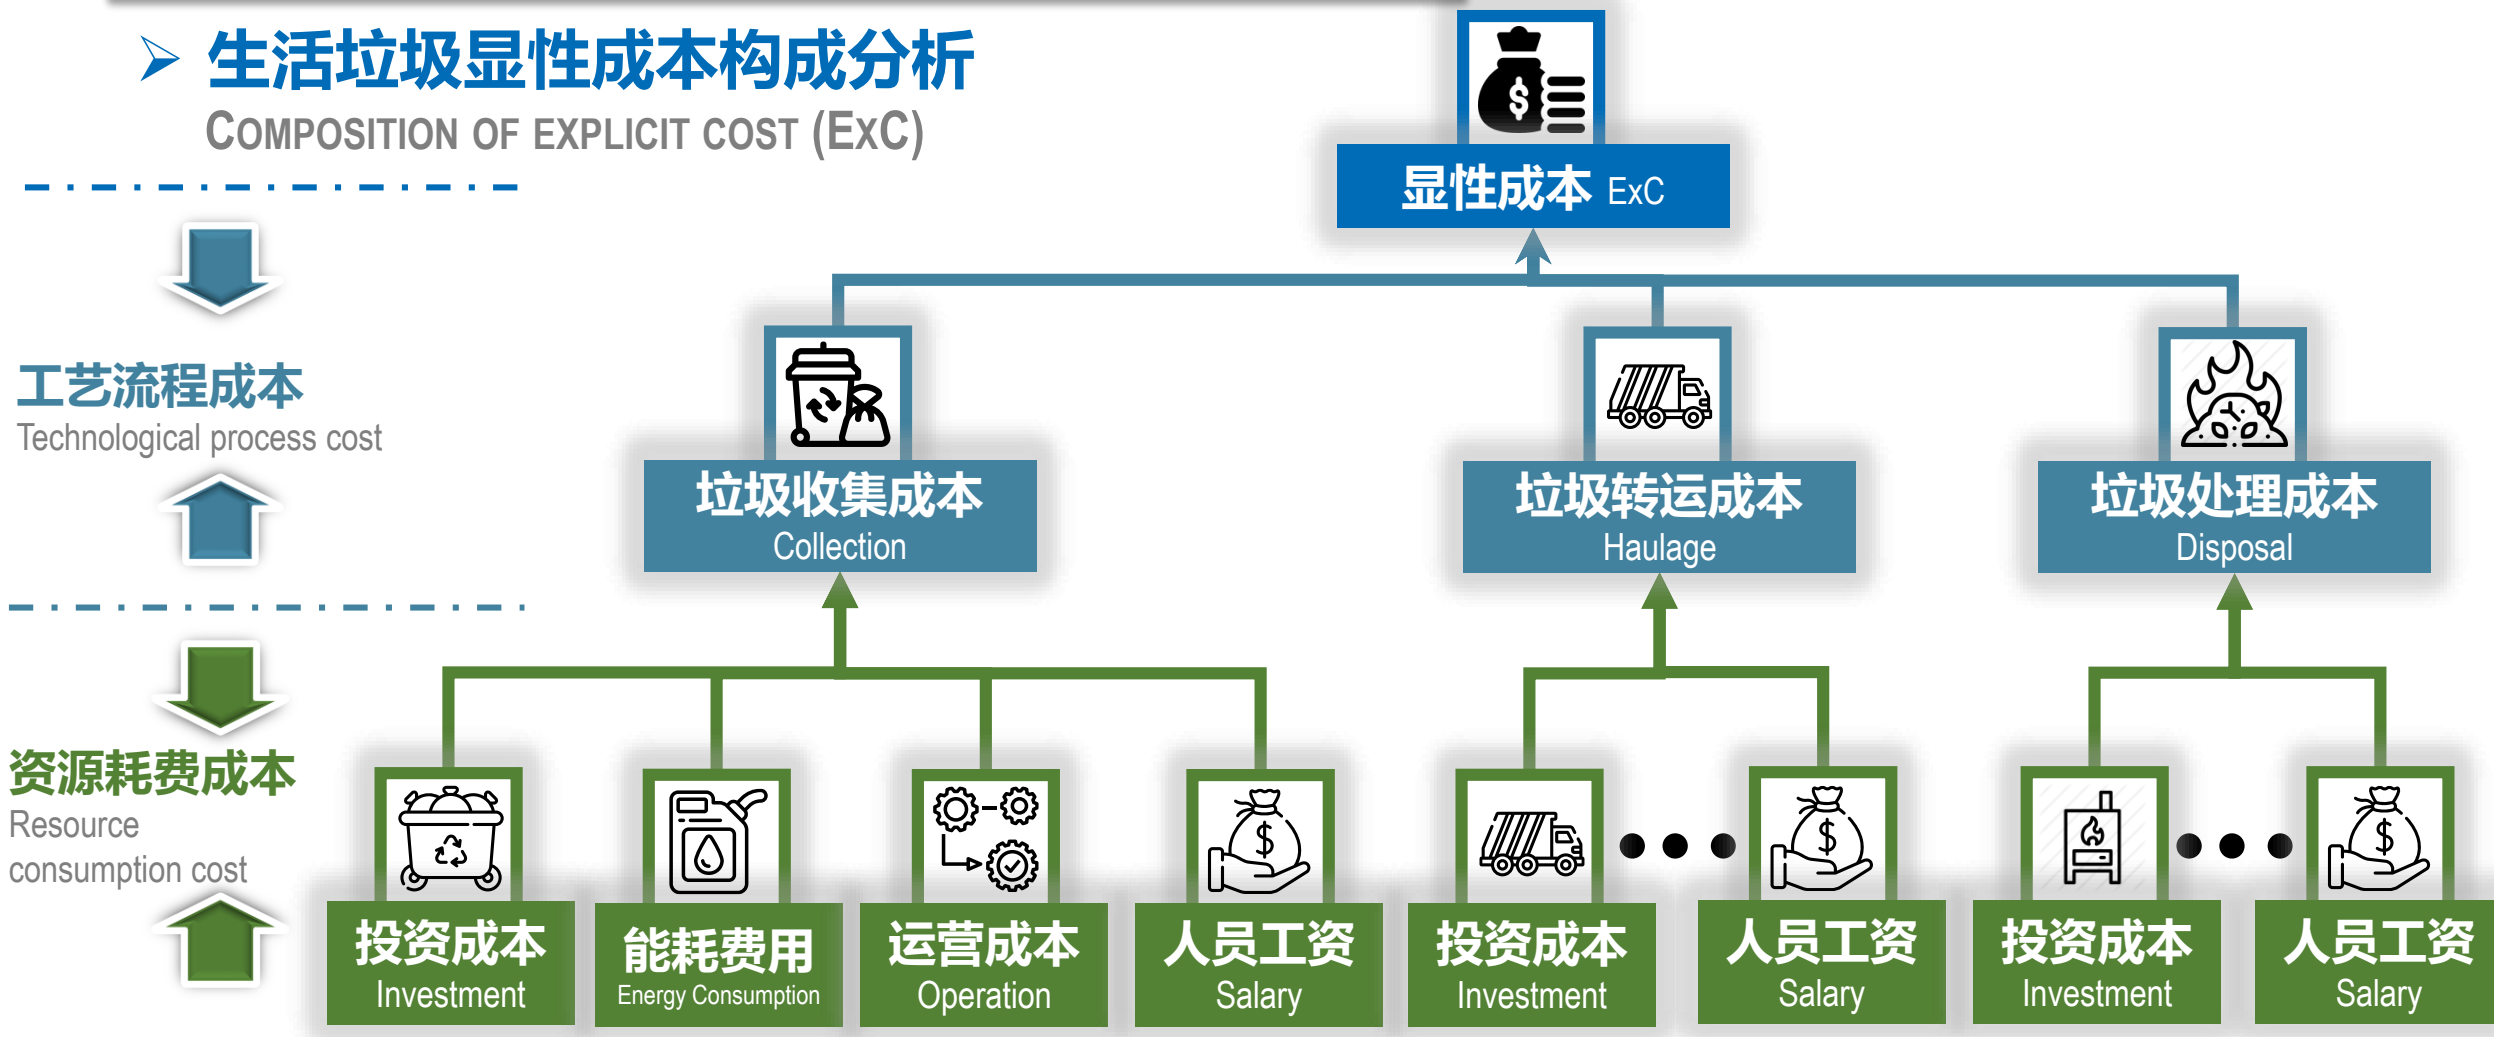 生活垃圾显性成本构成分析
COMPOSITION OF EXPLICIT COST (EXC)
显性成本 ExC
工艺流程成本
Technological process cost
垃圾收集成本
Collection
垃圾转运成本
Haulage
垃圾处理成本
Disposal
资源耗费成本
Resource
consumption cost
投资成本
Investment
能耗费用
Energy Consumption
运营成本
Operation
人员工资
Salary
投资成本
Investment
人员工资
Salary
投资成本
Investment
人员工资
Salary